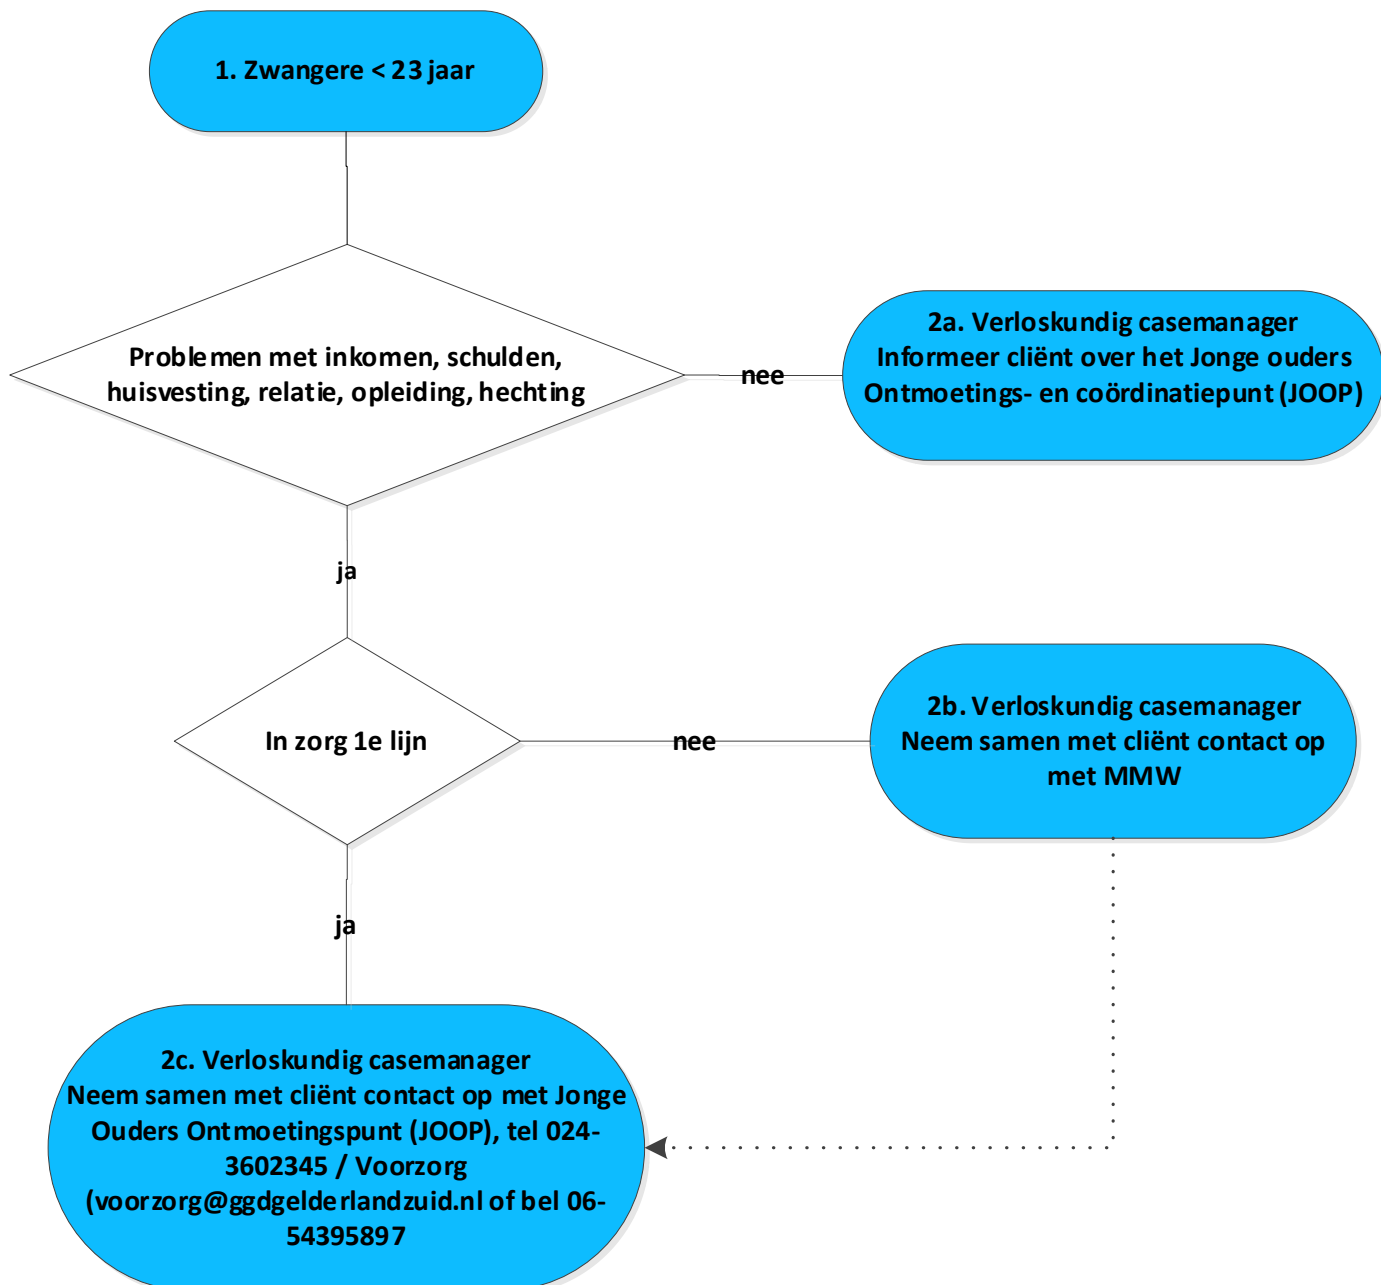 1. Zwangere < 23 jaar
Problemen met inkomen, schulden,
huisvesting, relatie, opleiding, hechting
nee
2a. Verloskundig casemanager
Informeer cliënt over het Jonge ouders
Ontmoetings- en coördinatiepunt (JOOP)
ja
In zorg 1e lijn
nee
2b. Verloskundig casemanager
Neem samen met cliënt contact op
met MMW
ja
2c. Verloskundig casemanager
Neem samen met cliënt contact op met Jonge
Ouders Ontmoetingspunt (JOOP), tel 024-
3602345 / Voorzorg
(voorzorg@ggdgelderlandzuid.nl of bel 06-
54395897